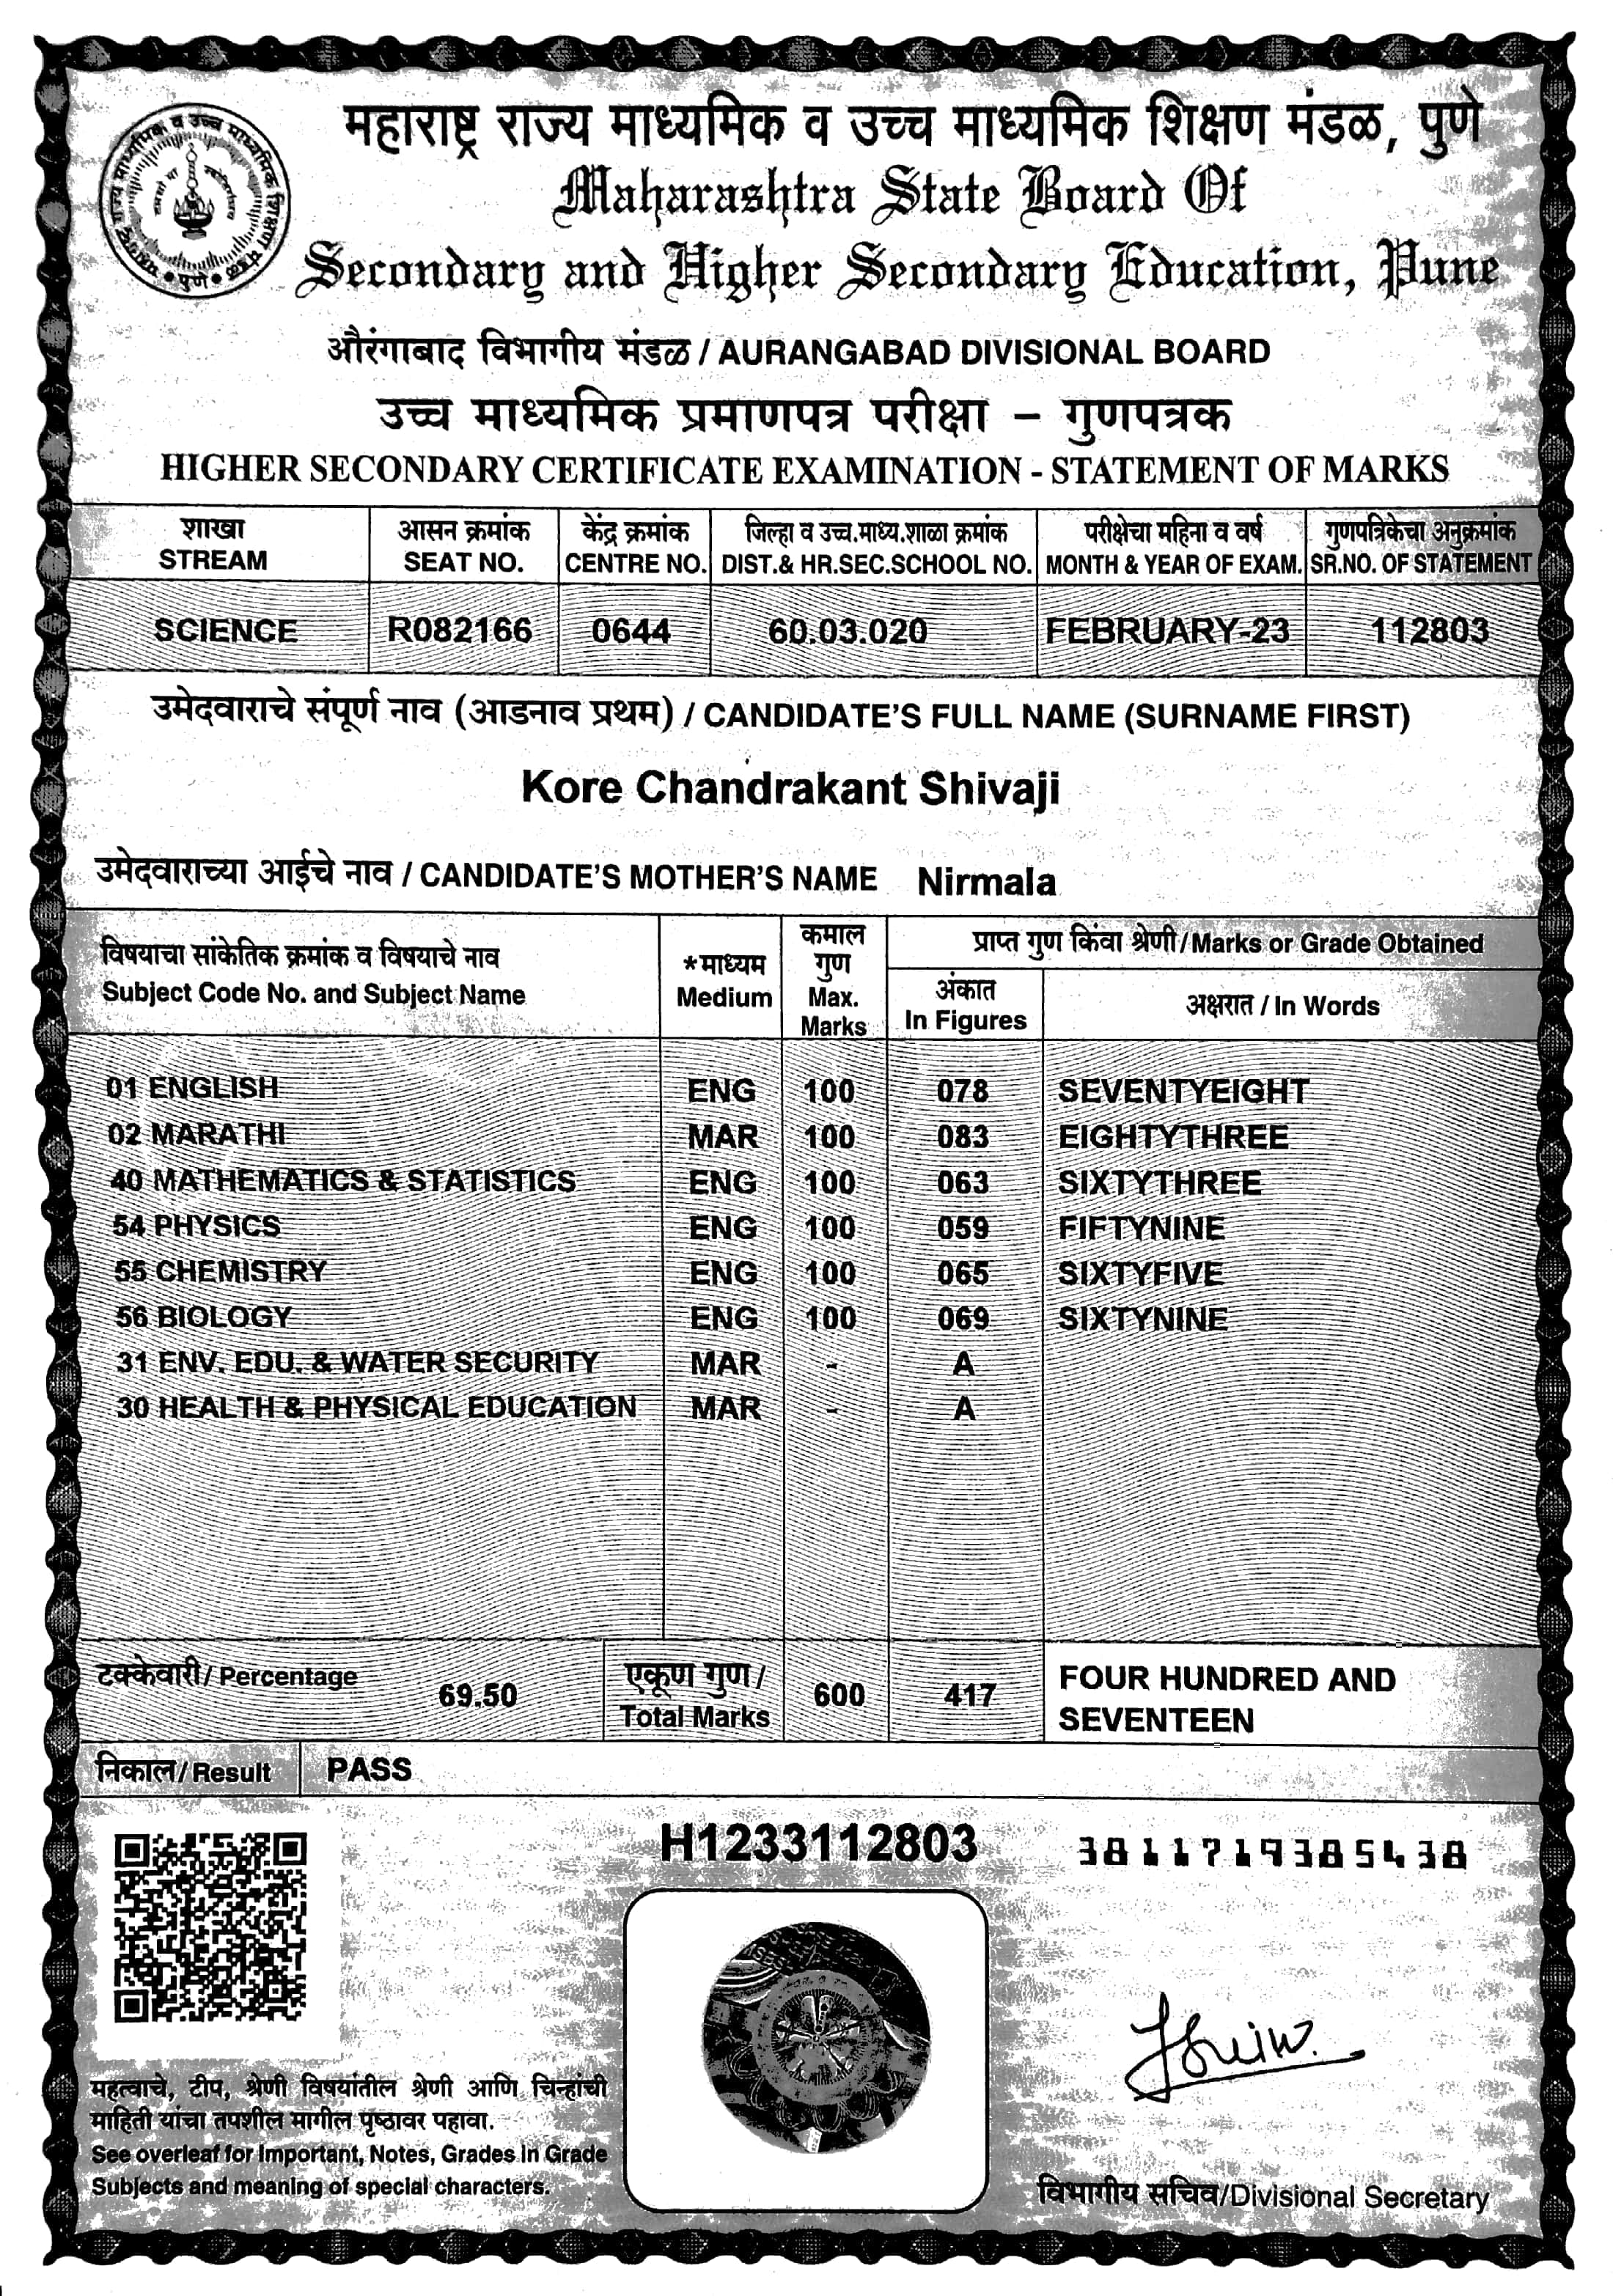 महाराष्ट्र राज्य माध्यमिक व उच्च माध्यमिक शिक्षण मंडळ, पुणे
Maharashtra State Board Of
Secondary and Higher Secondary Education, Pune
औरंगाबाद विभागीय मंडळ / AURANGABAD DIVISIONAL BOARD
उच्च माध्यमिक प्रमाणपत्र परीक्षा – गुणपत्रक
HIGHER SECONDARY CERTIFICATE EXAMINATION - STATEMENT OF MARKS
शाखा आसन क्रमांक केंद्र क्रमांक जिल्हा व उच्च.माध्य.शाळा क्रमांक परीक्षेचा महिना व वर्ष गुणपत्रिकेचा अनुक्रमांक
STREAM SEAT NO. CENTRE NO. DIST.& HR.SEC.SCHOOL NO. MONTH & YEAR OF EXAM. SR.NO. OF STATEMENT
SCIENCE R082166 0644 60.03.020 FEBRUARY-23 112803
उमेदवाराचे संपूर्ण नाव (आडनाव प्रथम) / CANDIDATE'S FULL NAME (SURNAME FIRST)
Kore Chandrakant Shivaji
उमेदवाराच्या आईचे नाव / CANDIDATE'S MOTHER'S NAME Nirmala
विषयाचा सांकेतिक क्रमांक व विषयाचे नाव
Subject Code No. and Subject Name
*माध्यम
Medium
कमाल
गुण
Max.
Marks
प्राप्त गुण किंवा श्रेणी/Marks or Grade Obtained
अंकात
In Figures
अक्षरात / In Words
01 ENGLISH ENG 100 078 SEVENTYEIGHT
02 MARATHI MAR 100 083 EIGHTYTHREE
40 MATHEMATICS & STATISTICS ENG 100 063 SIXTYTHREE
54 PHYSICS ENG 100 059 FIFTYNINE
55 CHEMISTRY ENG 100 065 SIXTYFIVE
56 BIOLOGY ENG 100 069 SIXTYNINE
31 ENV. EDU. & WATER SECURITY MAR - A
30 HEALTH & PHYSICAL EDUCATION MAR - A
टक्केवारी/ Percentage 69.50
एकूण गुण/
Total Marks
600 417
FOUR HUNDRED AND
SEVENTEEN
निकाल/ Result PASS
H1233112803
3811719385438
महत्वाचे, टीप, श्रेणी विषयांतील श्रेणी आणि चिन्हांची
माहिती यांचा तपशील मागील पृष्ठावर पहावा.
See overleaf for Important, Notes, Grades in Grade
Subjects and meaning of special characters.
विभागीय सचिव/Divisional Secretary